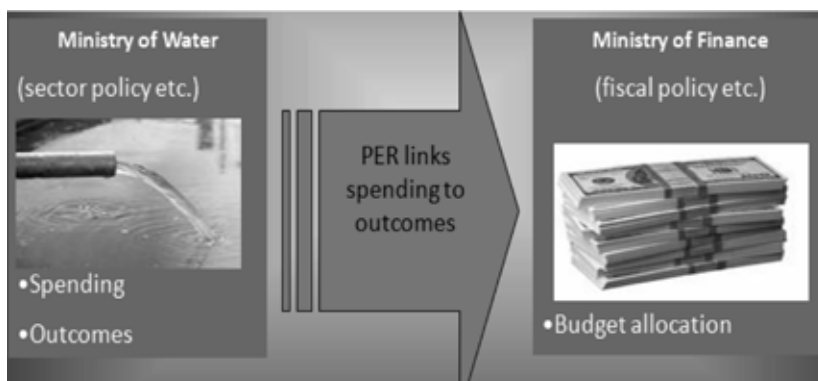 Ministry of Water
(sector policy etc.)
•Spending
•Outcomes
PER links
spending to
outcomes
Ministry of Finance
(fiscal policy etc.)
•Budget allocation